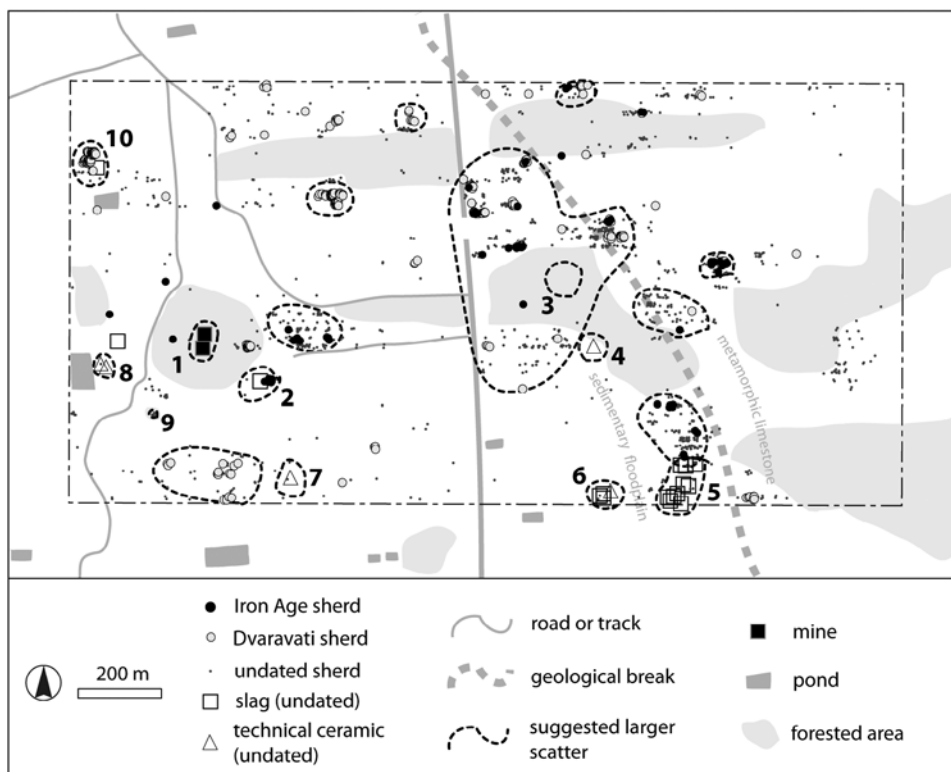 10
3
1
4
metamorphic limestone
8
2
sedimentary floodplain
9
7
6
5
Iron Age sherd
Dvaravati sherd
undated sherd
slag (undated)
technical ceramic
(undated)
200 m
road or track
geological break
suggested larger
scatter
mine
pond
forested area